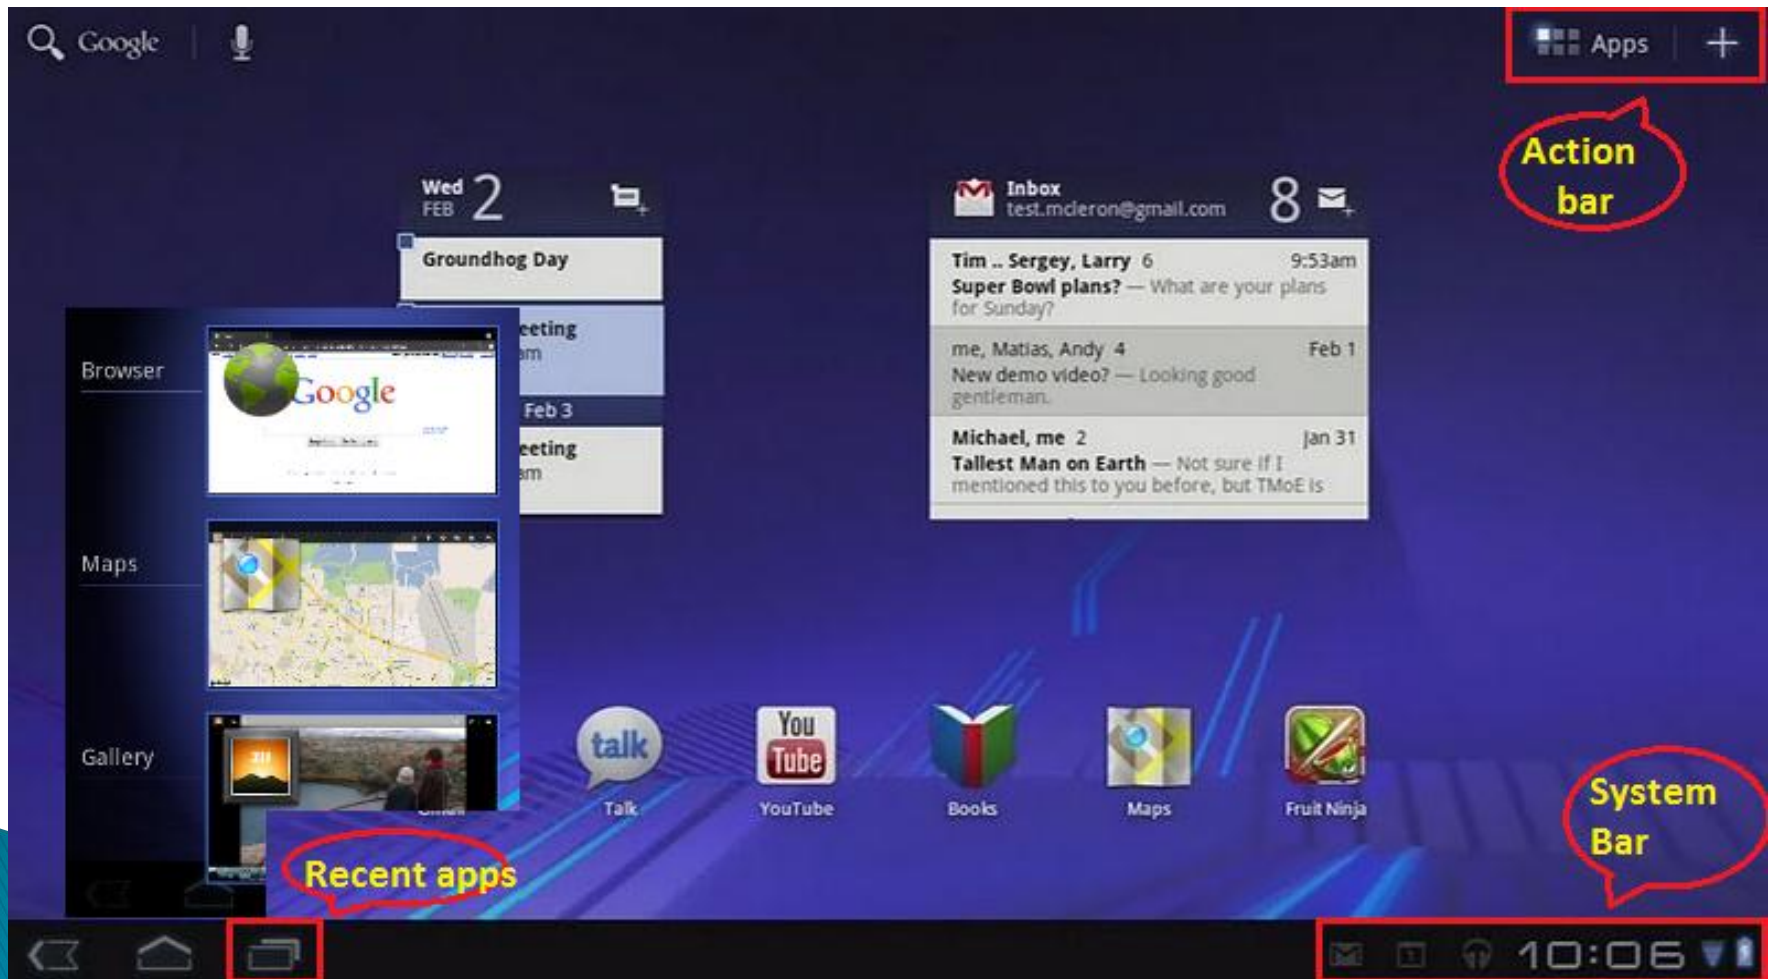 Google
Apps
Action
bar
Wed
FEB
2
Groundhog Day
eeting
am
Feb 3
eeting
am
Inbox
test.mcleron@gmail.com
8
Tim .. Sergey, Larry 6 9:53am
Super Bowl plans? — What are your plans
for Sunday?
me, Matias, Andy 4 Feb 1
New demo video? — Looking good
gentleman.
Michael, me 2 Jan 31
Tallest Man on Earth — Not sure if I
mentioned this to you before, but TMoE is
Browser
Google
Maps
Gallery
talk
You
Tube
Talk
YouTube
Books
Maps
Fruit Ninja
System
Bar
Recent apps
1
10:06